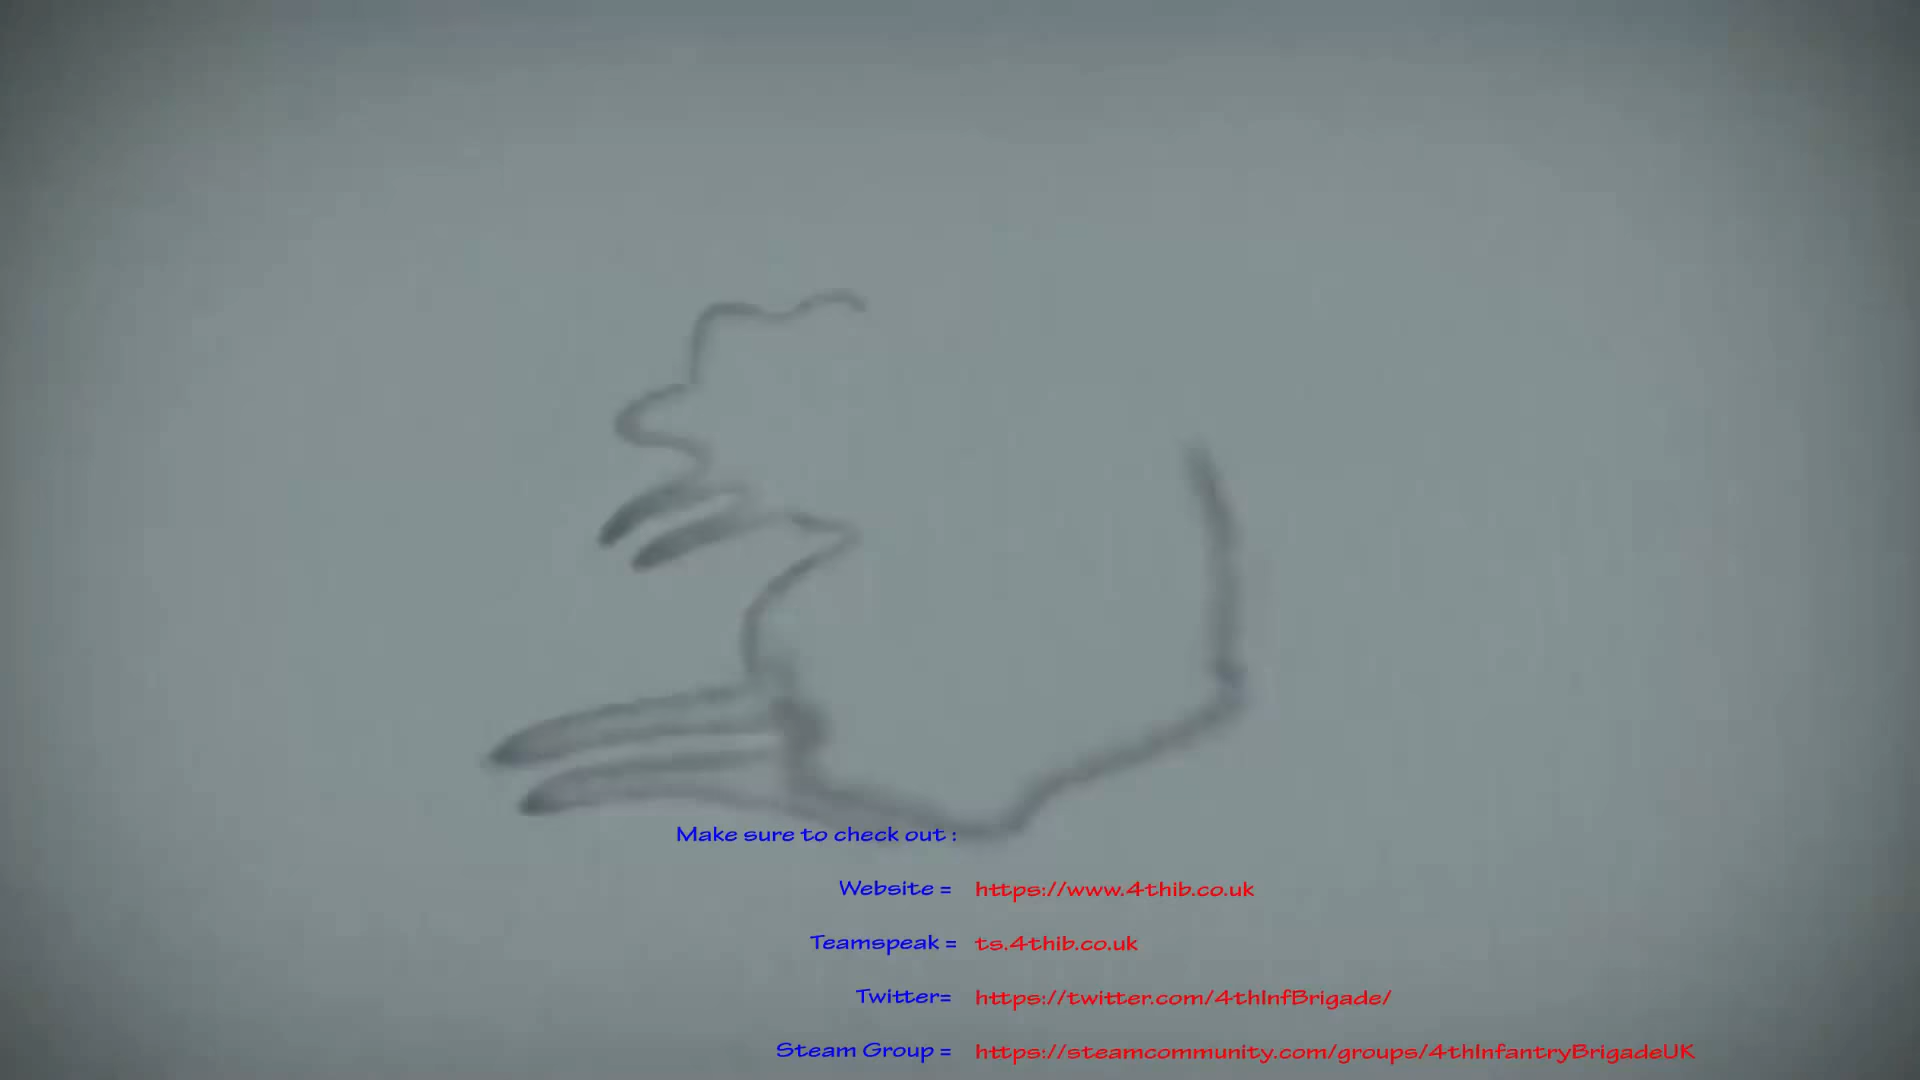 Make sure to check out :
Website = https://www.4thib.co.uk
Teamspeak = ts.4thib.co.uk
Twitter= https://twitter.com/4thInfBrigade/
Steam Group = https://steamcommunity.com/groups/4thInfantryBrigadeUK